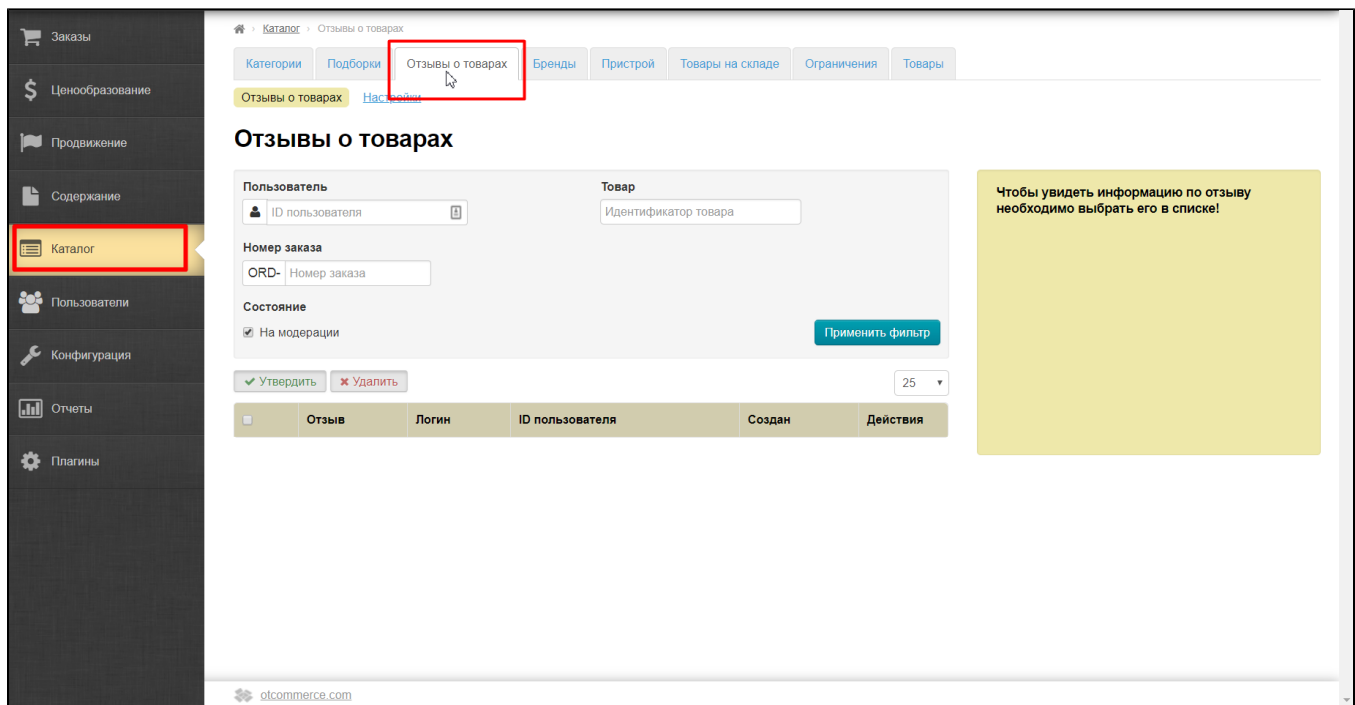 Заказы
Ценообразование
Продвижение
Содержание
Каталог
Пользователи
Конфигурация
Отчеты
Плагины
Каталог › Отзывы о товарах
Категории Подборки Отзывы о товарах Бренды Пристрой Товары на складе Ограничения Товары
Отзывы о товарах Настройки
Отзывы о товарах
Пользователь Товар
ID пользователя Идентификатор товара
Номер заказа
ORD- Номер заказа
Состояние
На модерации Применить фильтр
Утвердить Удалить 25
Отзыв Логин ID пользователя Создан Действия
Чтобы увидеть информацию по отзыву
необходимо выбрать его в списке!
otcommerce.com